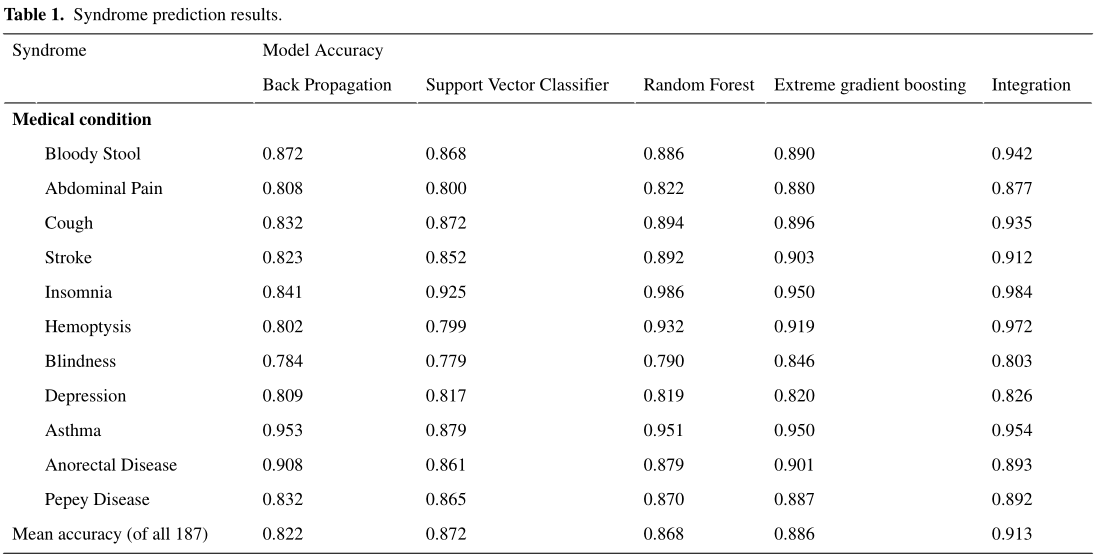 Table 1. Syndrome prediction results.
Syndrome Model Accuracy
Back Propagation Support Vector Classifier Random Forest Extreme gradient boosting Integration
Medical condition
Bloody Stool 0.872 0.868 0.886 0.890 0.942
Abdominal Pain 0.808 0.800 0.822 0.880 0.877
Cough 0.832 0.872 0.894 0.896 0.935
Stroke 0.823 0.852 0.892 0.903 0.912
Insomnia 0.841 0.925 0.986 0.950 0.984
Hemoptysis 0.802 0.799 0.932 0.919 0.972
Blindness 0.784 0.779 0.790 0.846 0.803
Depression 0.809 0.817 0.819 0.820 0.826
Asthma 0.953 0.879 0.951 0.950 0.954
Anorectal Disease 0.908 0.861 0.879 0.901 0.893
Pepey Disease 0.832 0.865 0.870 0.887 0.892
Mean accuracy (of all 187) 0.822 0.872 0.868 0.886 0.913